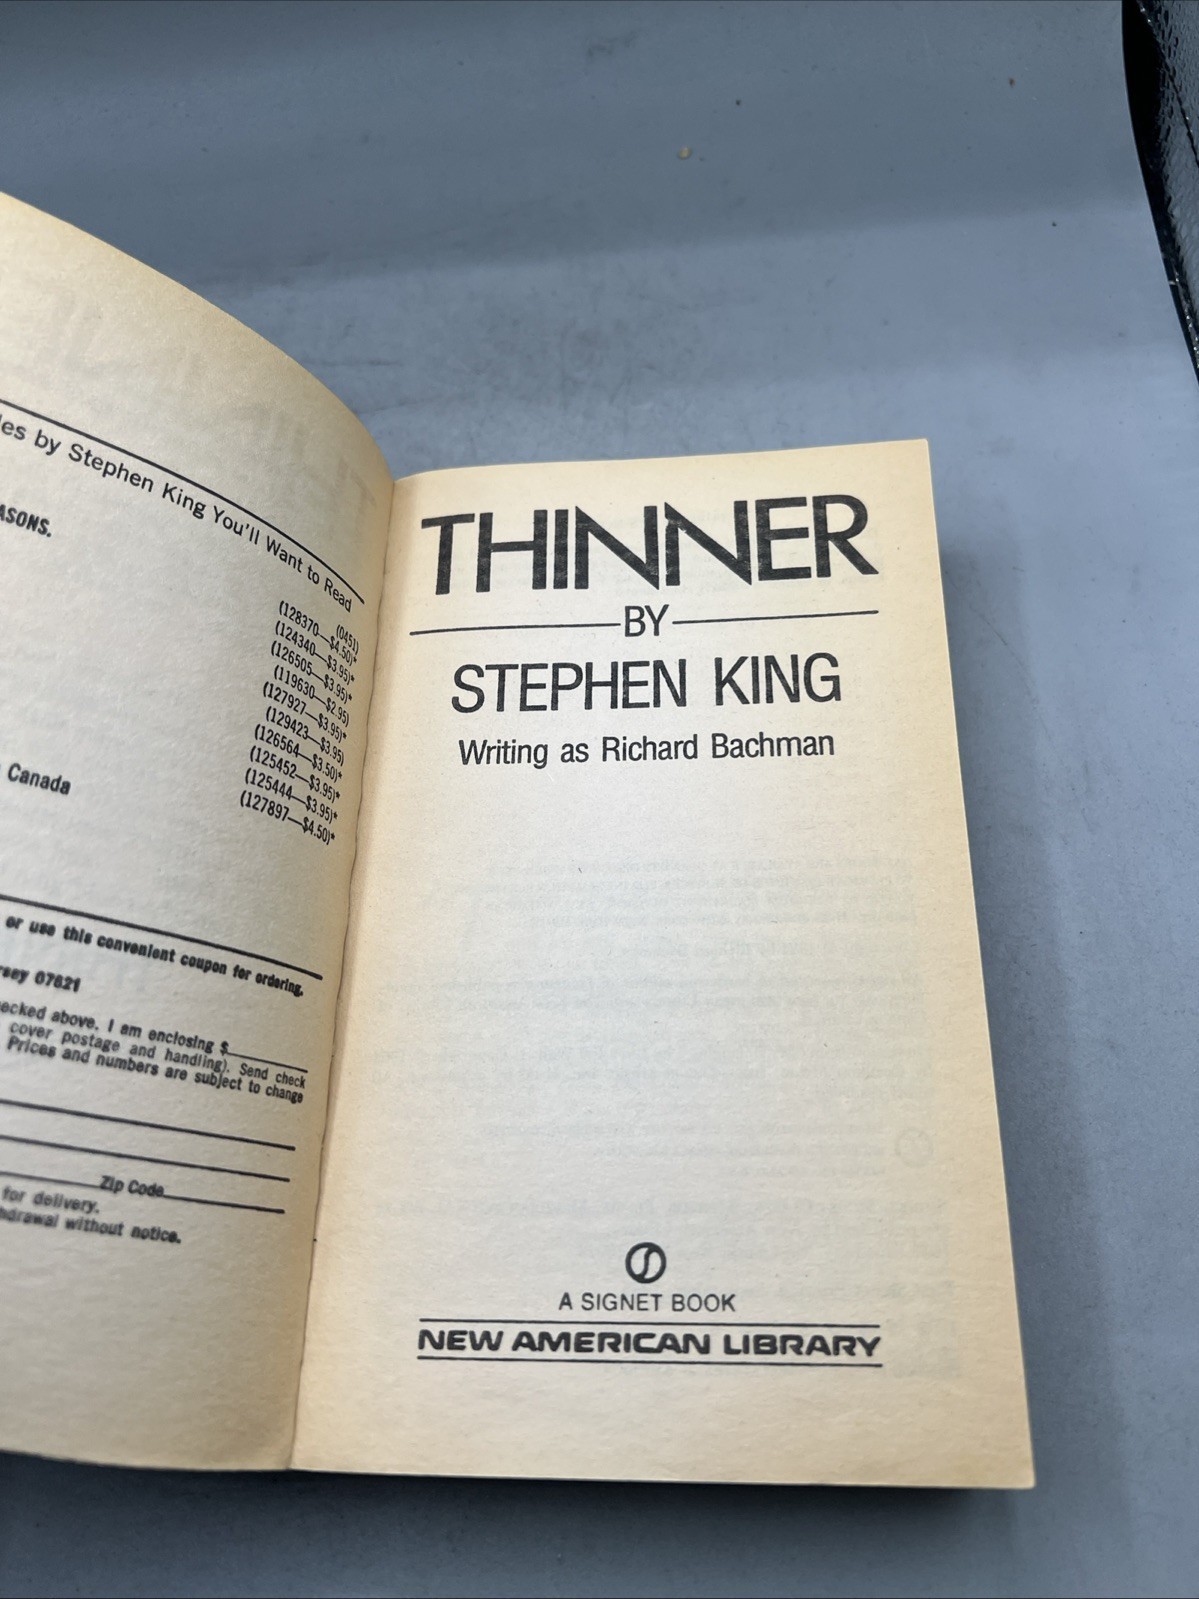 les by Stephen King You'll Want to Read
(0451)
ASONS.
(128370—$4.50)*
(124340—$3.95)*
(126505—$3.95)*
(119630—$2.95)
(127927—$3.95)*
(129423—$3.95)
(126564—$3.50)*
(125452—$3.95)*
(125444—$3.95)*
(127897—$4.50)*
Canada
or use this convenient coupon for ordering.
rsey 07621
ecked above. I am enclosing $
cover postage and handling). Send check
Prices and numbers are subject to change
Zip Code
for delivery.
hdrawal without notice.
THINNER
BY
STEPHEN KING
Writing as Richard Bachman
A SIGNET BOOK
NEW AMERICAN LIBRARY